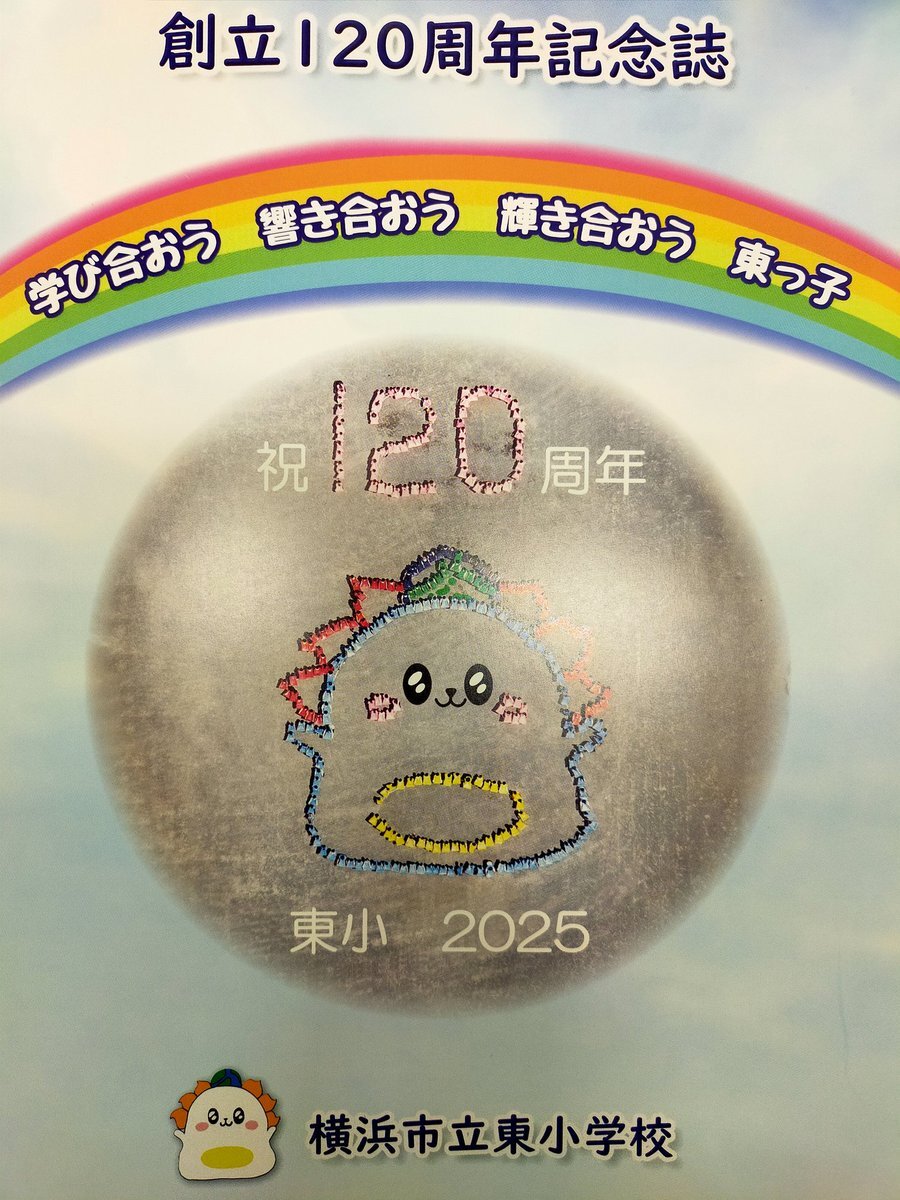 創立120周年記念誌
学び合おう 響き合おう 輝き合おう 東っ子
祝120周年
東小 2025
横浜市立東小学校